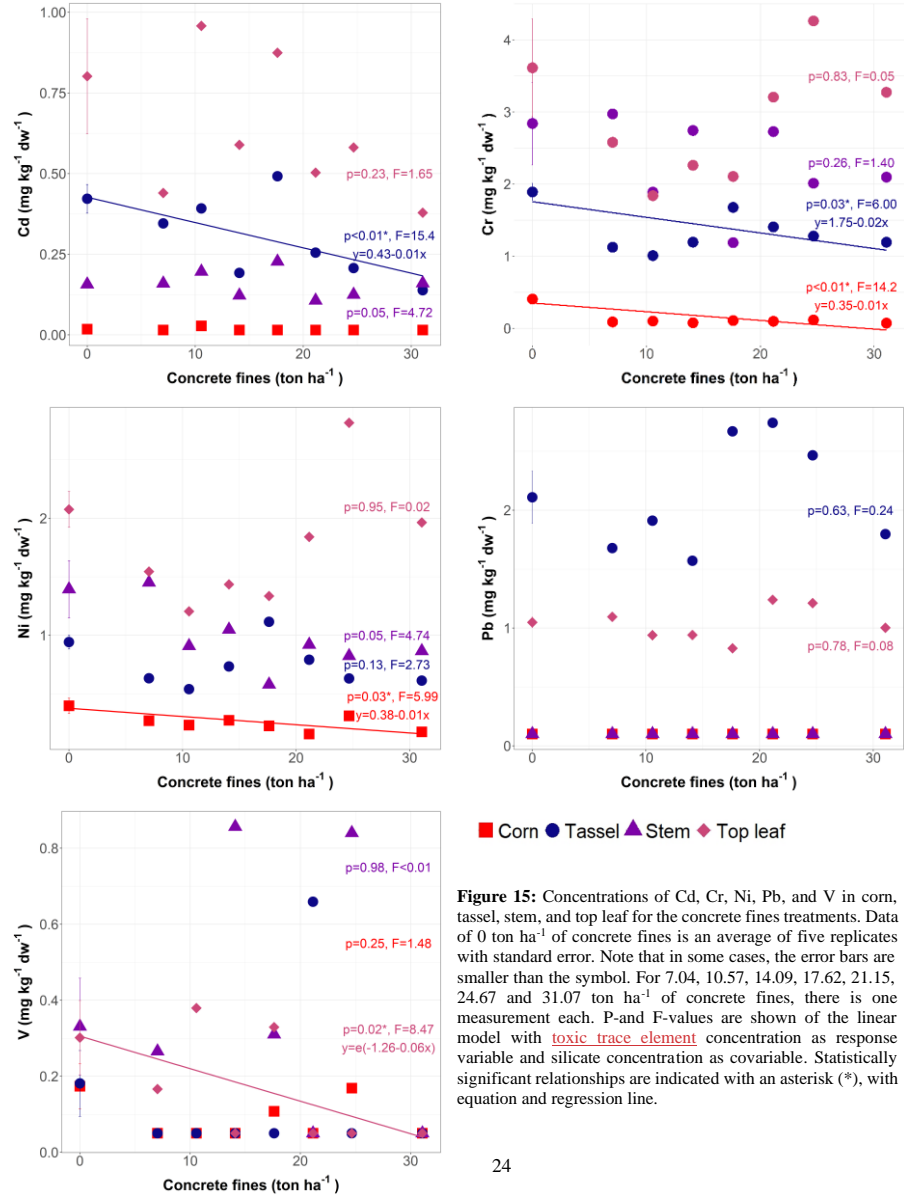 1.00
0.75
0.50
0.25
0.00
Cd (mg kg⁻¹ dw⁻¹)
p=0.23, F=1.65
p<0.01*, F=15.4
y=0.43-0.01x
p=0.05, F=4.72
0 10 20 30
Concrete fines (ton ha⁻¹ )
4
3
2
1
0
Cr (mg kg⁻¹ dw⁻¹)
p=0.83, F=0.05
p=0.26, F=1.40
p=0.03*, F=6.00
y=1.75-0.02x
p<0.01*, F=14.2
y=0.35-0.01x
0 10 20 30
Concrete fines (ton ha⁻¹ )
2
1
Ni (mg kg⁻¹ dw⁻¹)
p=0.95, F=0.02
p=0.05, F=4.74
p=0.13, F=2.73
p=0.03*, F=5.99
y=0.38-0.01x
0 10 20 30
Concrete fines (ton ha⁻¹ )
2
1
0
Pb (mg kg⁻¹ dw⁻¹)
p=0.63, F=0.24
p=0.78, F=0.08
0 10 20 30
Concrete fines (ton ha⁻¹ )
0.8
0.6
0.4
0.2
0.0
V (mg kg⁻¹ dw⁻¹)
p=0.98, F<0.01
p=0.25, F=1.48
p=0.02*, F=8.47
y=e(-1.26-0.06x)
0 10 20 30
Concrete fines (ton ha⁻¹ )
Corn Tassel Stem Top leaf
Figure 15: Concentrations of Cd, Cr, Ni, Pb, and V in corn,
tassel, stem, and top leaf for the concrete fines treatments. Data
of 0 ton ha⁻¹ of concrete fines is an average of five replicates
with standard error. Note that in some cases, the error bars are
smaller than the symbol. For 7.04, 10.57, 14.09, 17.62, 21.15,
24.67 and 31.07 ton ha⁻¹ of concrete fines, there is one
measurement each. P-and F-values are shown of the linear
model with toxic trace element concentration as response
variable and silicate concentration as covariable. Statistically
significant relationships are indicated with an asterisk (*), with
equation and regression line.
24